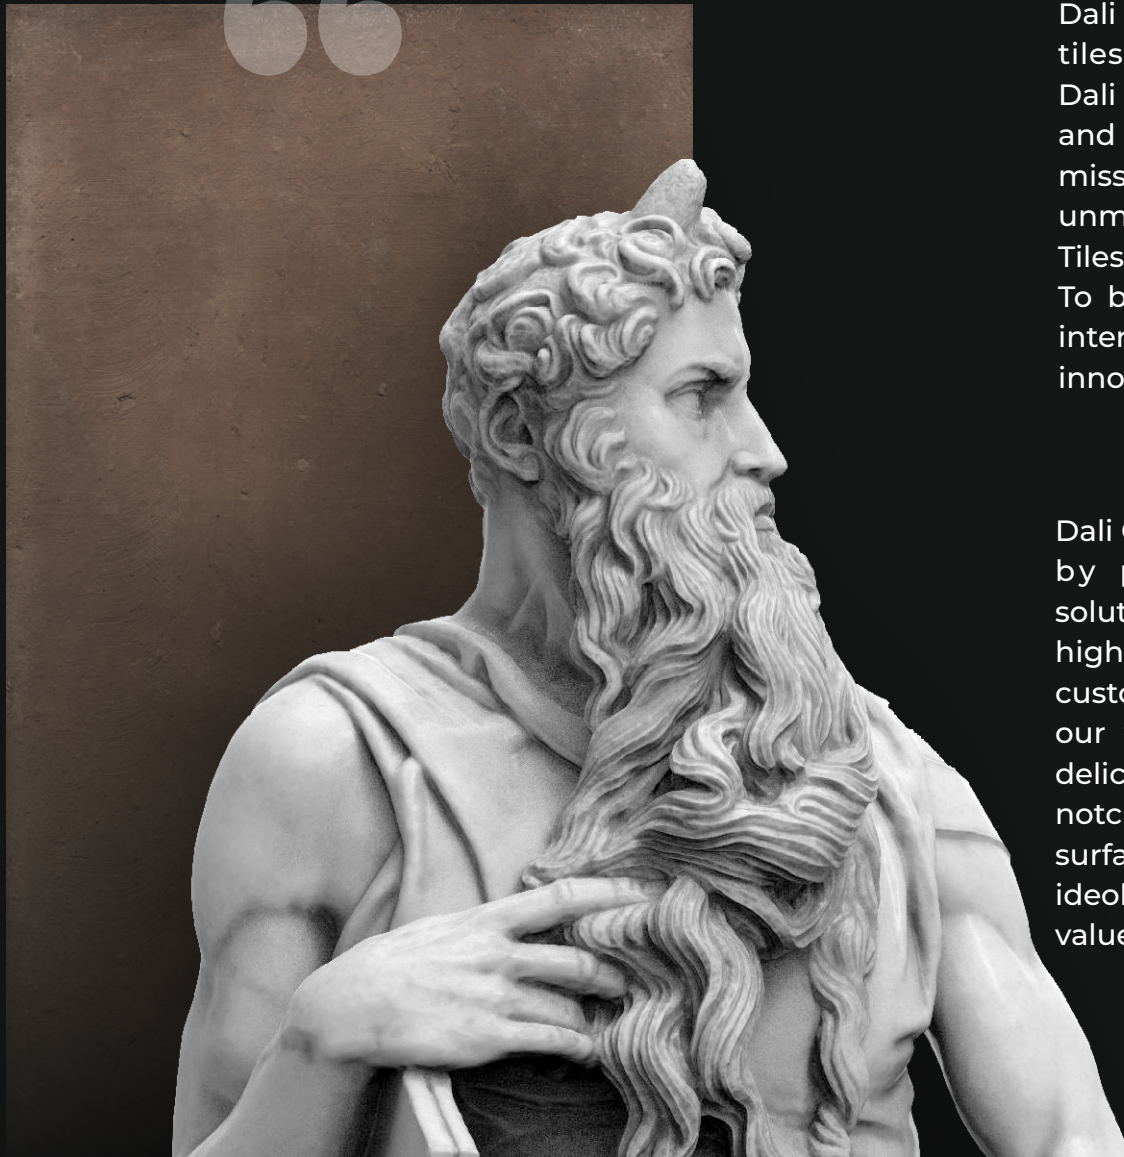 “
Dali
tiles
Dali
and
miss
unm
Tiles
To b
inter
inno
Dali
by p
solut
high
custo
our
delic
notc
surfa
ideol
value